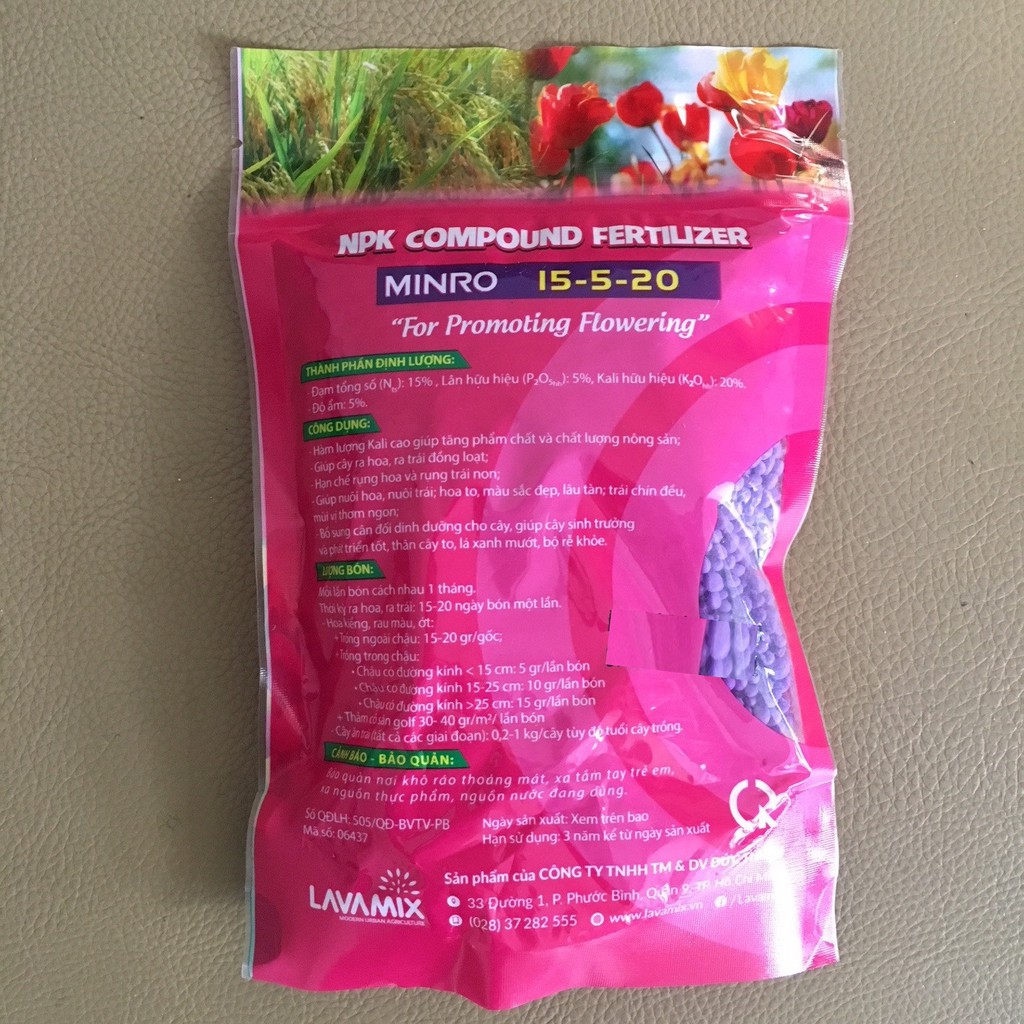 NPK COMPOUND FERTILIZER
MINRO 15-5-20
"For Promoting Flowering"
THÀNH PHẦN ĐỊNH LƯỢNG:
- Đạm tổng số (Nts): 15% , Lân hữu hiệu (P2O5hh): 5%, Kali hữu hiệu (K2Ohh): 20%.
- Độ ẩm: 5%.
CÔNG DỤNG:
- Hàm lượng Kali cao giúp tăng phẩm chất và chất lượng nông sản;
- Giúp cây ra hoa, ra trái đồng loạt;
- Hạn chế rụng hoa và rụng trái non;
- Giúp nuôi hoa, nuôi trái; hoa to, màu sắc đẹp, lâu tàn; trái chín đều,
mùi vị thơm ngon;
- Bổ sung cân đối dinh dưỡng cho cây, giúp cây sinh trưởng
và phát triển tốt, thân cây to, lá xanh mướt, bộ rễ khỏe.
LƯỢNG BÓN:
Mỗi lần bón cách nhau 1 tháng.
Thời kỳ ra hoa, ra trái: 15-20 ngày bón một lần.
- Hoa kểng, rau màu, ớt:
+ Trồng ngoài chậu: 15-20 gr/gốc;
+ Trồng trong chậu:
• Chậu có đường kính < 15 cm: 5 gr/lần bón
• Chậu có đường kính 15-25 cm: 10 gr/lần bón
• Chậu có đường kính >25 cm: 15 gr/lần bón
+ Thảm cỏ sân golf 30- 40 gr/m²/ lần bón
- Cây ăn trái (tất cả các giai đoạn): 0,2-1 kg/cây tùy độ tuổi cây trồng.
CẢNH BÁO - BẢO QUẢN:
Bảo quản nơi khô ráo thoáng mát, xa tầm tay trẻ em,
xa nguồn thực phẩm, nguồn nước đang dùng.
Số QĐLH: 505/QĐ-BVTV-PB
Mã số: 06437
Ngày sản xuất: Xem trên bao
Hạn sử dụng: 3 năm kể từ ngày sản xuất
LAVAMIX
MODERN URBAN AGRICULTURE
Sản phẩm của CÔNG TY TNHH TM & DV
33 Đường 1, P. Phước Bình, Quận 9, TP. Hồ Chí
(028) 37 282 555 www.lavamix.vn